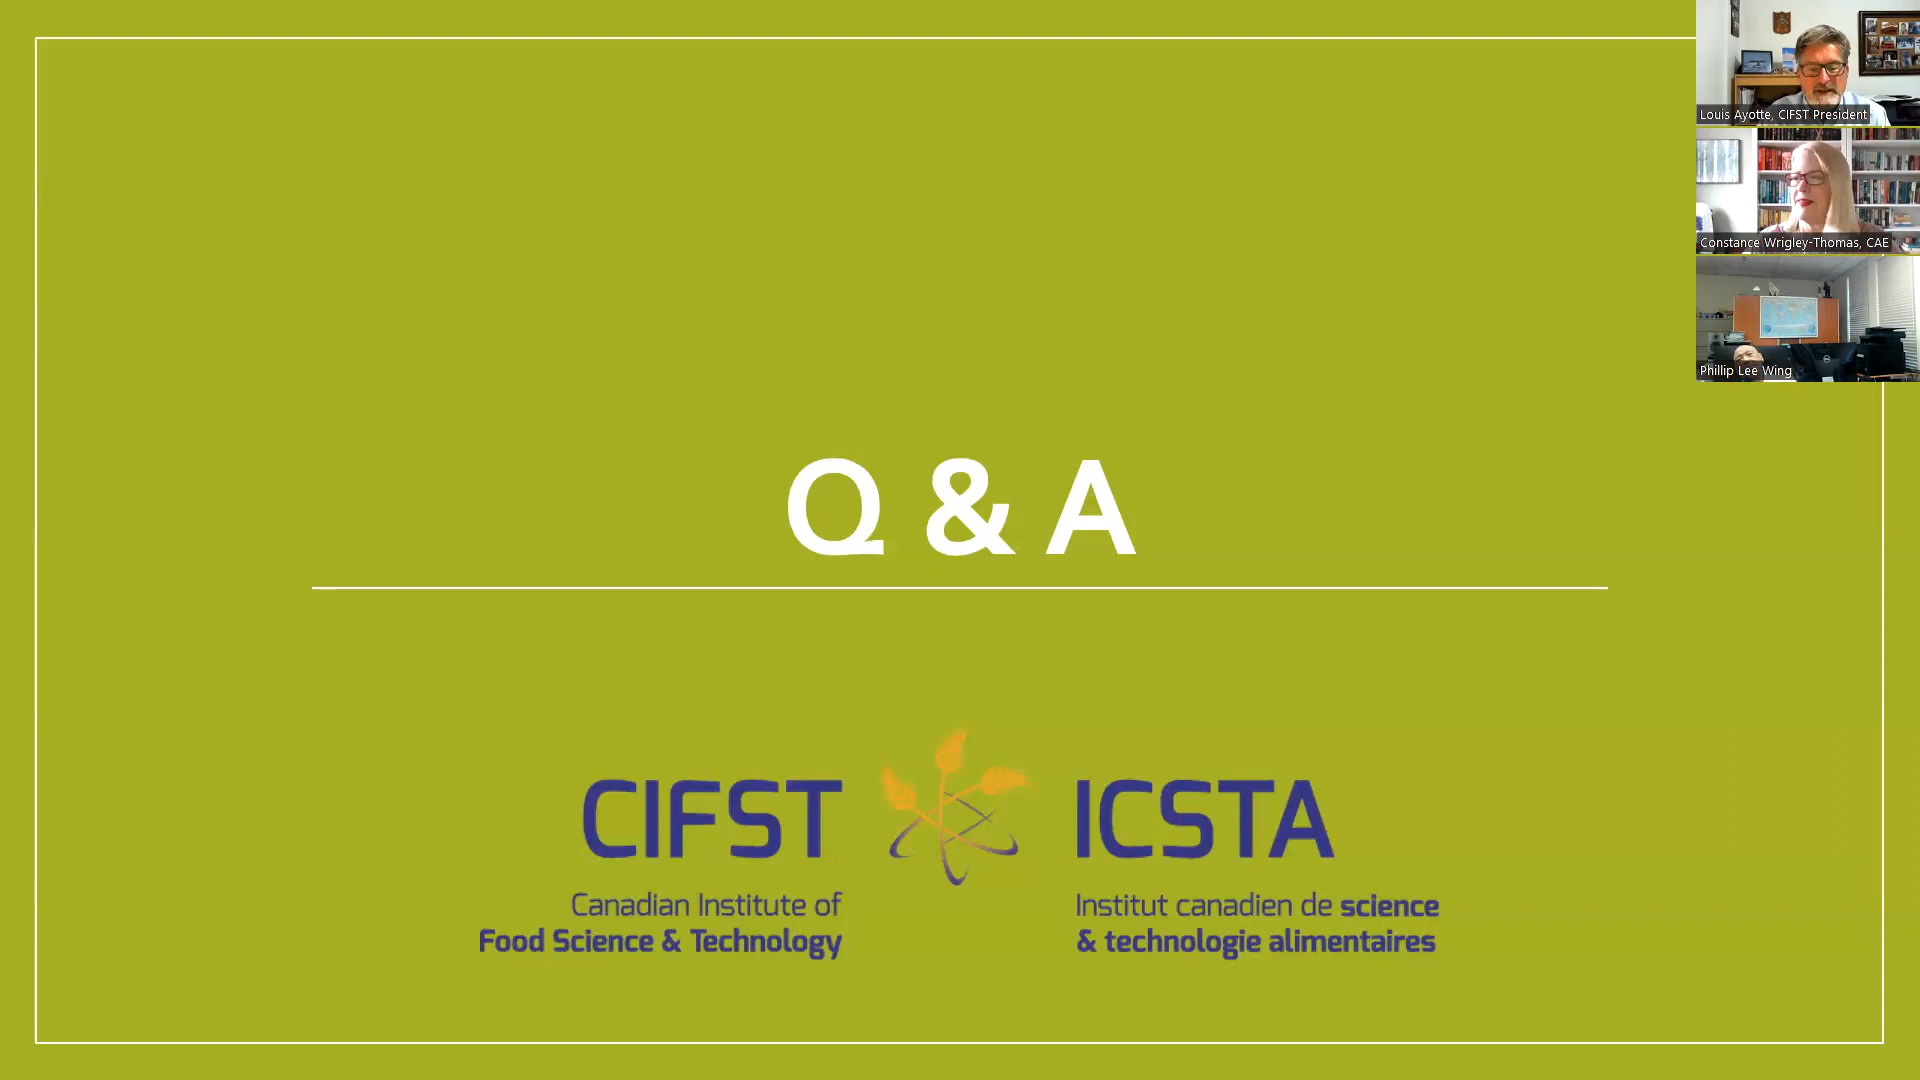 Louis Ayotte, CIFST President
Constance Wrigley-Thomas, CAE
Phillip Lee Wing
Q & A
CIFST
Canadian Institute of
Food Science & Technology
ICSTA
Institut canadien de science
& technologie alimentaires